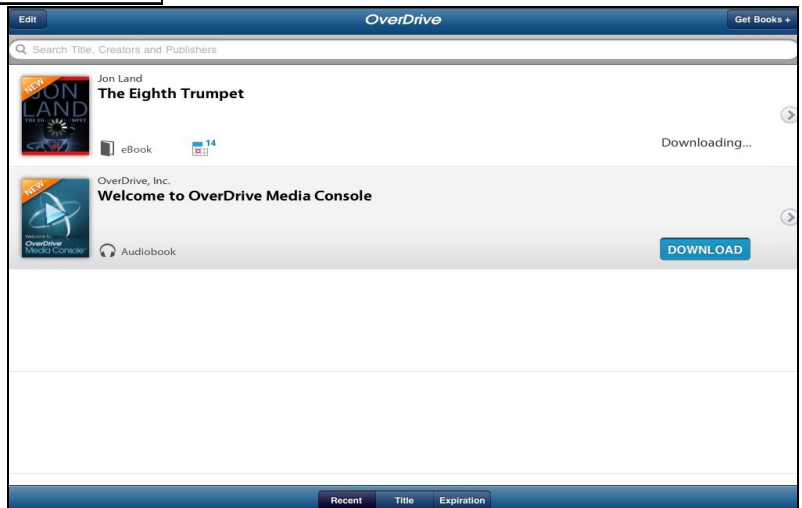 Edit
OverDrive
Get Books +
Search Title, Creators and Publishers
Jon Land
The Eighth Trumpet
NEW
JON
LAND
eBook
14
Downloading...
OverDrive, Inc.
Welcome to OverDrive Media Console
NEW
Welcome to
OverDrive
Media Console
Audiobook
DOWNLOAD
Recent
Title
Expiration